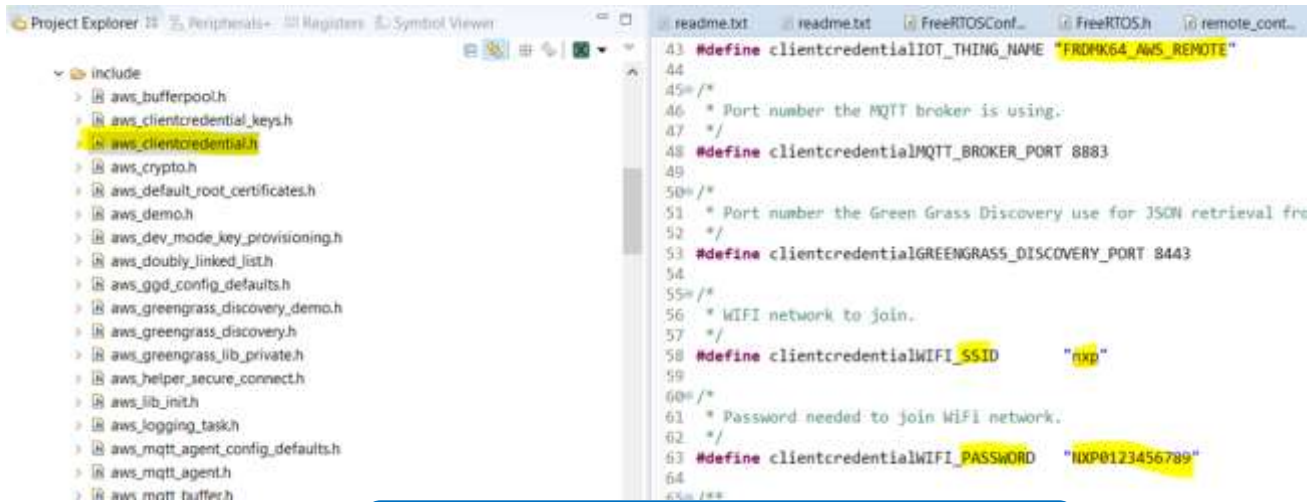 Project Explorer Peripherals+ Registers Symbol Viewer
include
aws_bufferpool.h
aws_clientcredential_keys.h
aws_clientcredential.h
aws_crypto.h
aws_default_root_certificates.h
aws_demo.h
aws_dev_mode_key_provisioning.h
aws_doubly_linked_list.h
aws_ggd_config_defaults.h
aws_greengrass_discovery_demo.h
aws_greengrass_discovery.h
aws_greengrass_lib_private.h
aws_helper_secure_connect.h
aws_lib_init.h
aws_logging_task.h
aws_mqtt_agent_config_defaults.h
aws_mqtt_agent.h
aws_mqtt_buffer.h
readme.txt readme.txt FreeRTOSConf... FreeRTOS.h remote_cont...
43 #define clientcredentialIOT_THING_NAME "FRDMK64_AWS_REMOTE"
44
45 /*
46 * Port number the MQTT broker is using.
47 */
48 #define clientcredentialMQTT_BROKER_PORT 8883
49
50 /*
51 * Port number the Green Grass Discovery use for JSON retrieval fro
52 */
53 #define clientcredentialGREENGRASS_DISCOVERY_PORT 8443
54
55 /*
56 * WIFI network to join.
57 */
58 #define clientcredentialWIFI_SSID "nxp"
59
60 /*
61 * Password needed to join WiFi network.
62 */
63 #define clientcredentialWIFI_PASSWORD "NXP0123456789"
64
65 /**